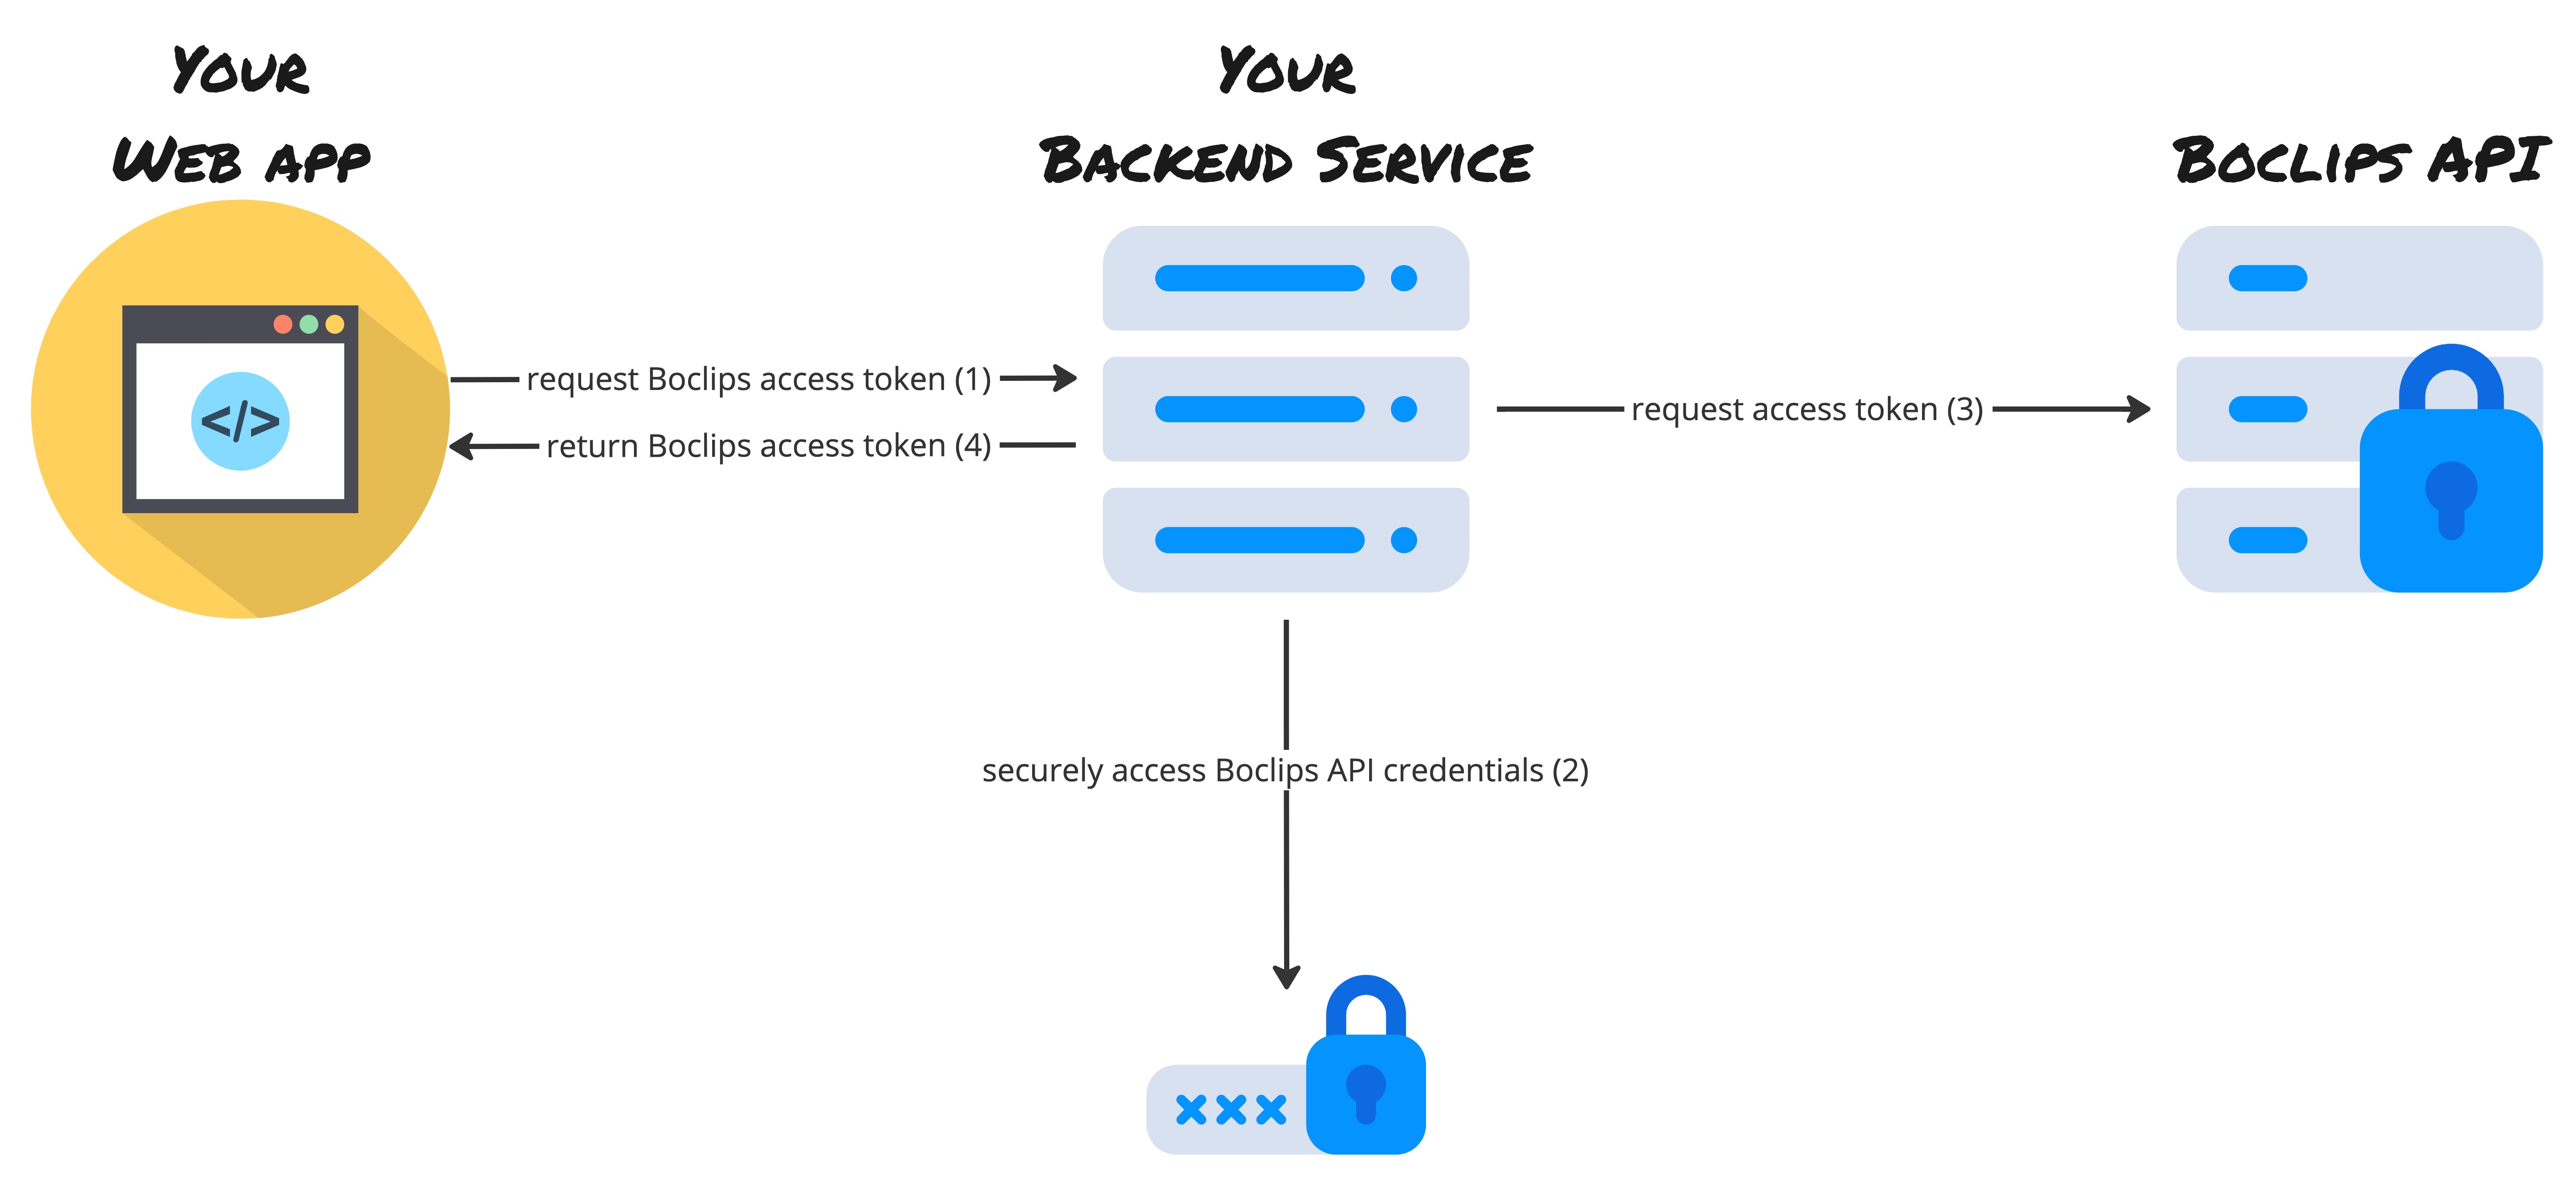 Your
Web app
Your
Backend Service
Boclips API
</>
request Boclips access token (1)
return Boclips access token (4)
request access token (3)
securely access Boclips API credentials (2)
×××